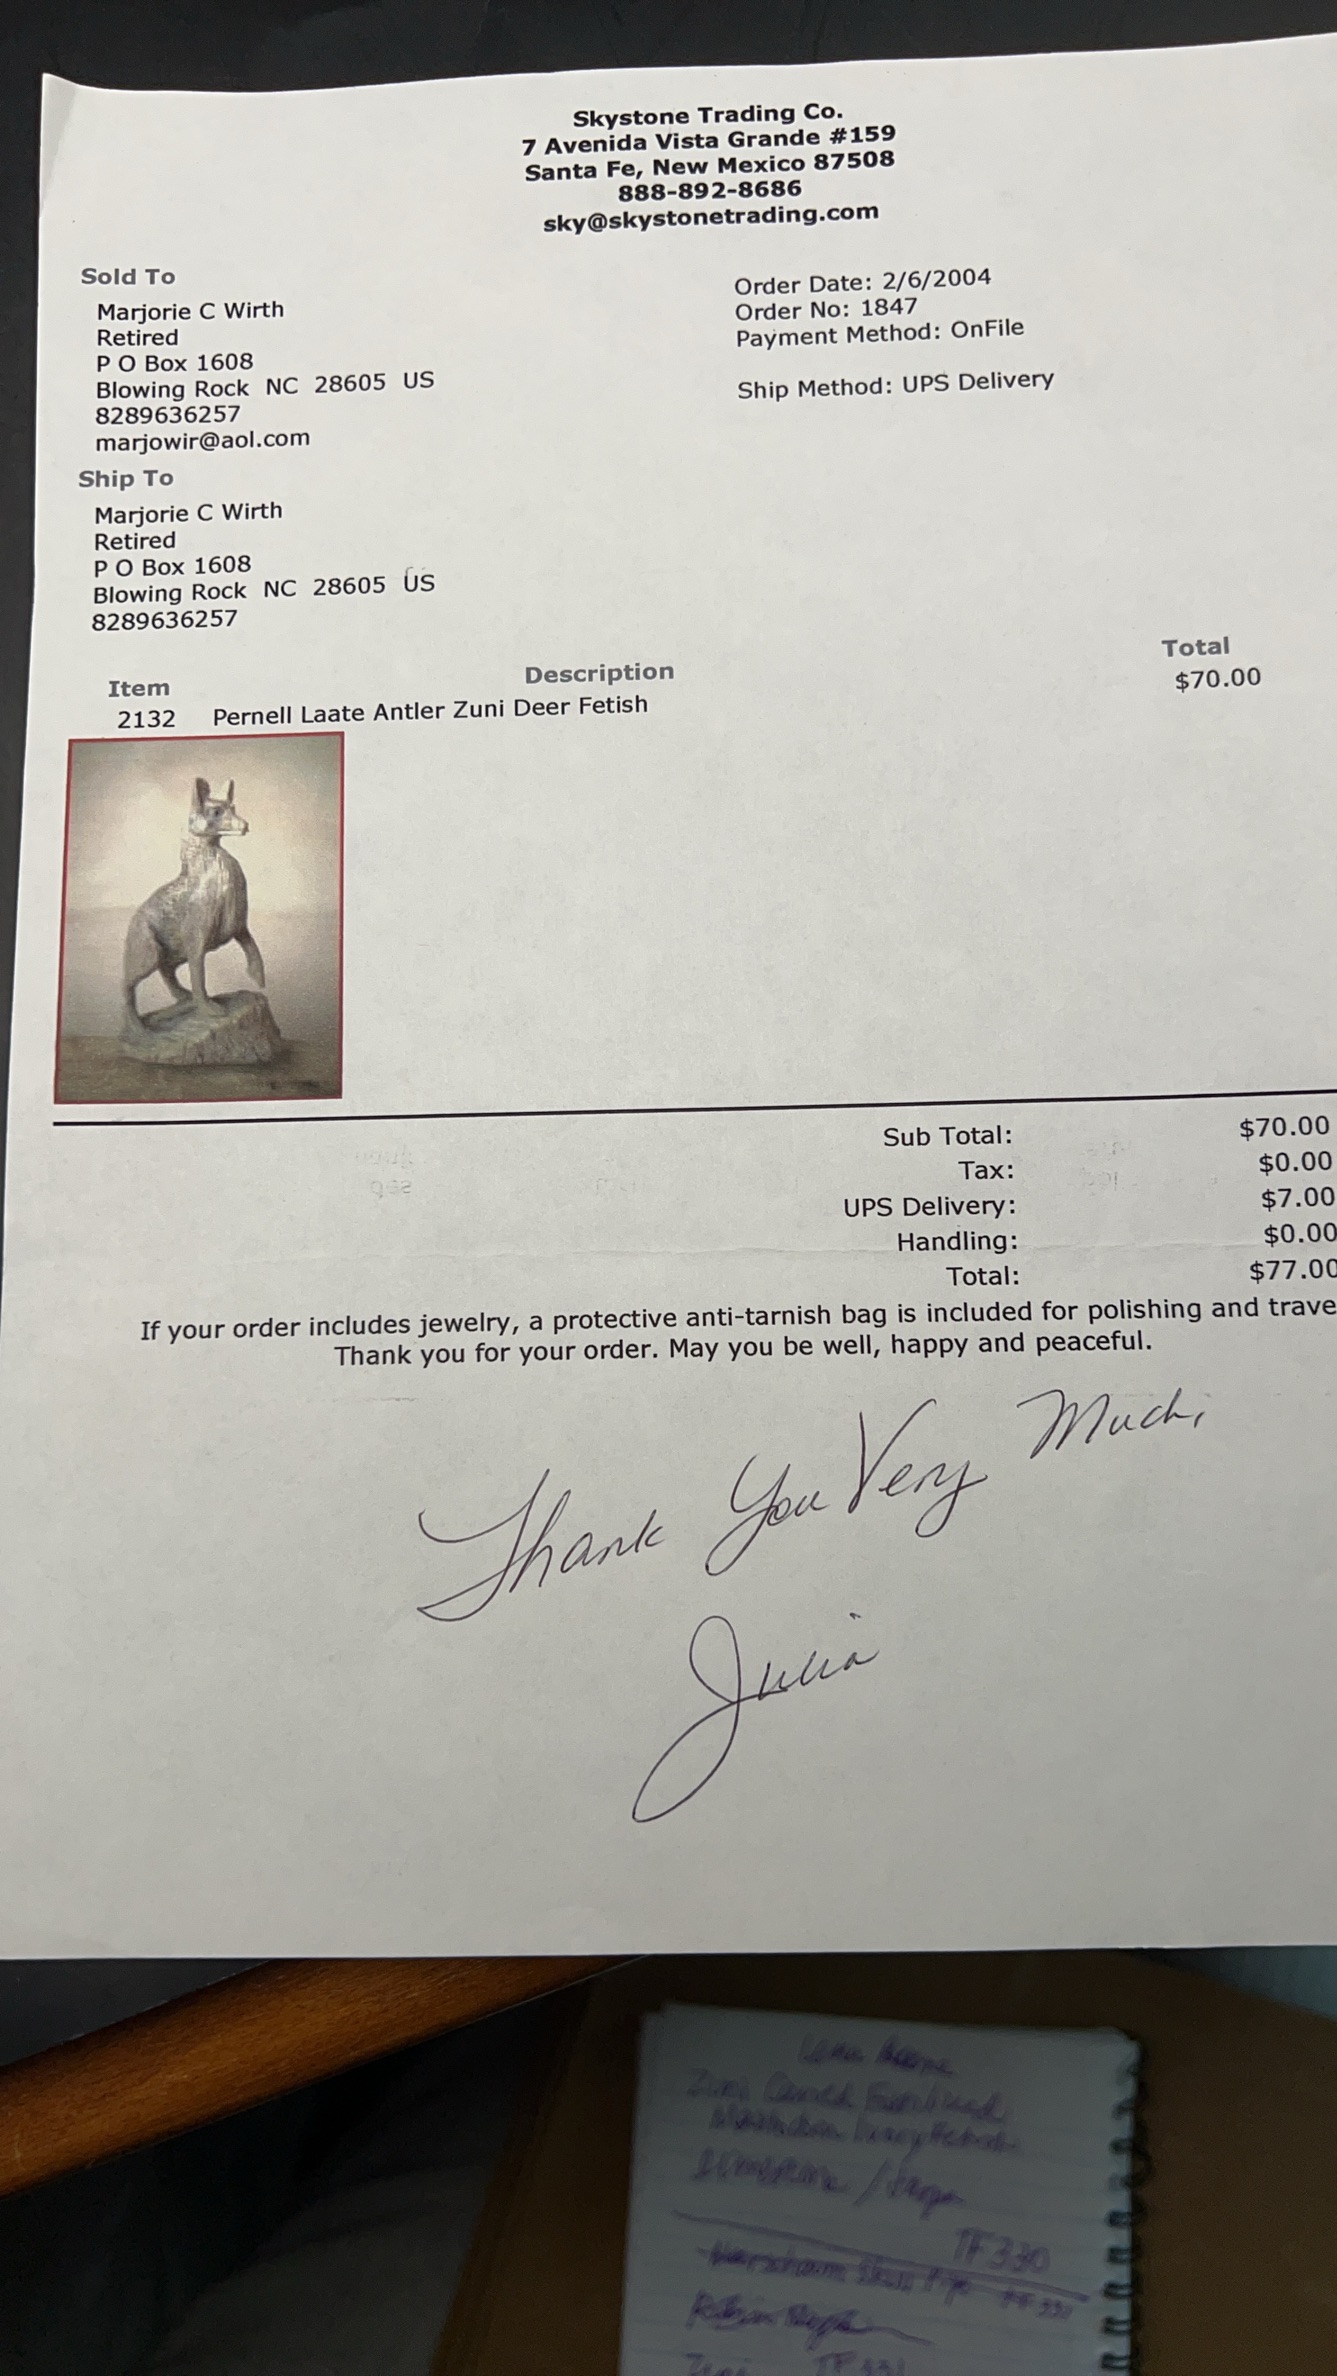 Skystone Trading Co.
7 Avenida Vista Grande #159
Santa Fe, New Mexico 87508
888-892-8686
sky@skystonetrading.com
Sold To
Marjorie C Wirth
Retired
P O Box 1608
Blowing Rock NC 28605 US
8289636257
marjowir@aol.com
Order Date: 2/6/2004
Order No: 1847
Payment Method: OnFile
Ship Method: UPS Delivery
Ship To
Marjorie C Wirth
Retired
P O Box 1608
Blowing Rock NC 28605 US
8289636257
Item Description Total
2132 Pernell Laate Antler Zuni Deer Fetish $70.00
Sub Total: $70.00
Tax: $0.00
UPS Delivery: $7.00
Handling: $0.00
Total: $77.00
If your order includes jewelry, a protective anti-tarnish bag is included for polishing and trave
Thank you for your order. May you be well, happy and peaceful.
Thank You Very Much,
Julia
Zuni Carved
TF330
Zuni